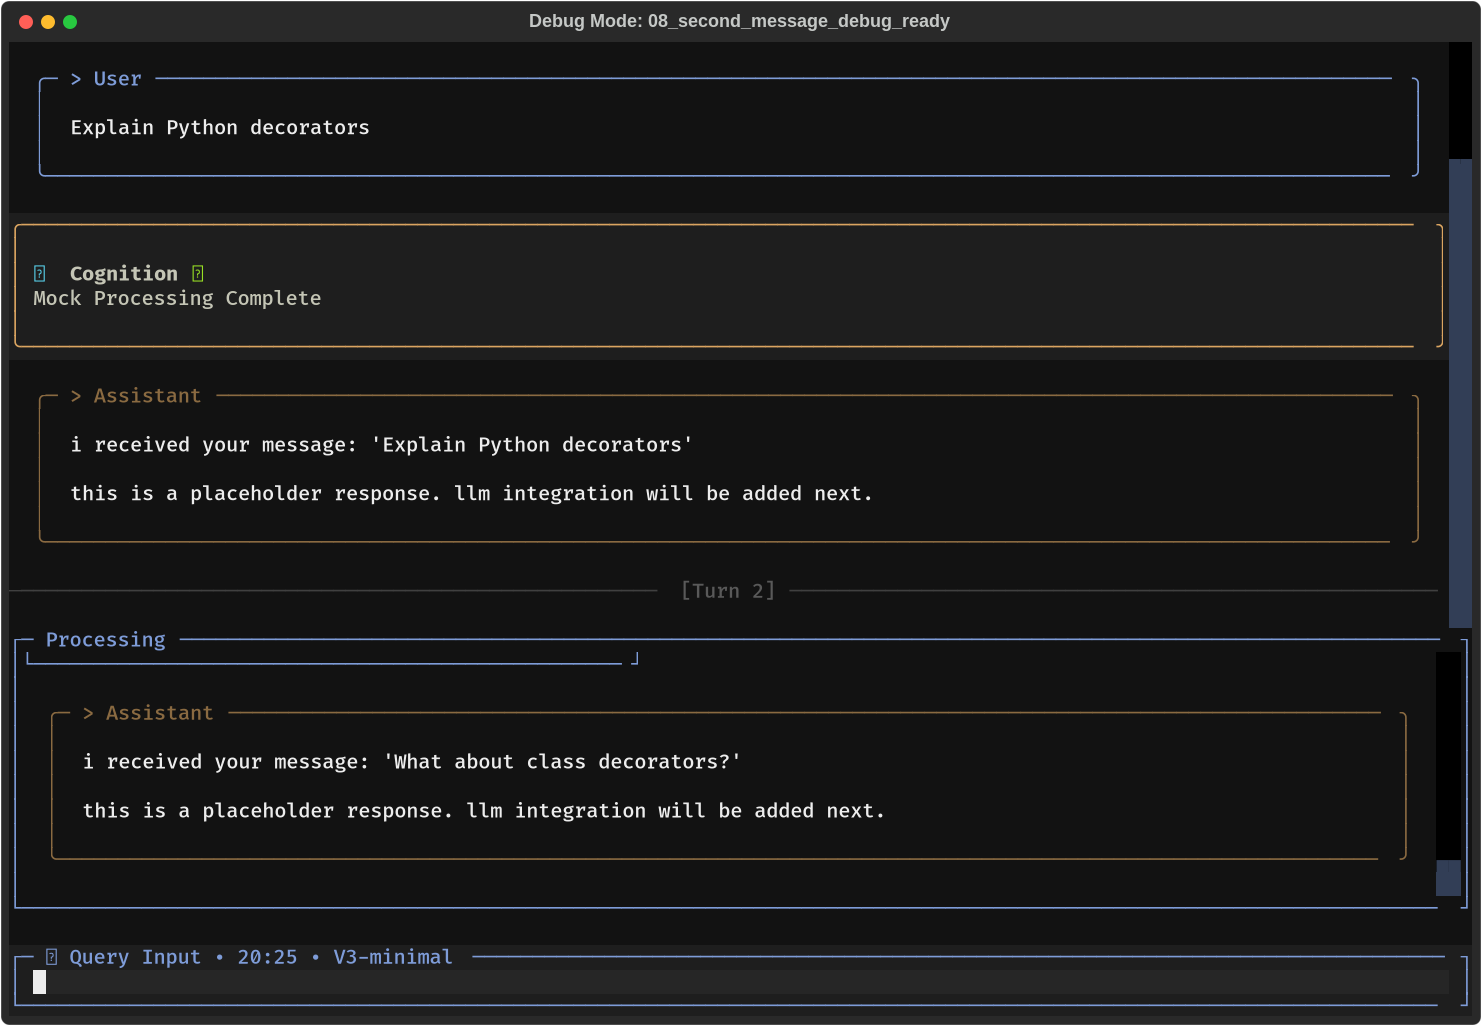 Debug Mode: 08_second_message_debug_ready
> User
Explain Python decorators
Cognition
Mock Processing Complete
> Assistant
i received your message: 'Explain Python decorators'
this is a placeholder response. llm integration will be added next.
[Turn 2]
Processing
> Assistant
i received your message: 'What about class decorators?'
this is a placeholder response. llm integration will be added next.
Query Input • 20:25 • V3-minimal